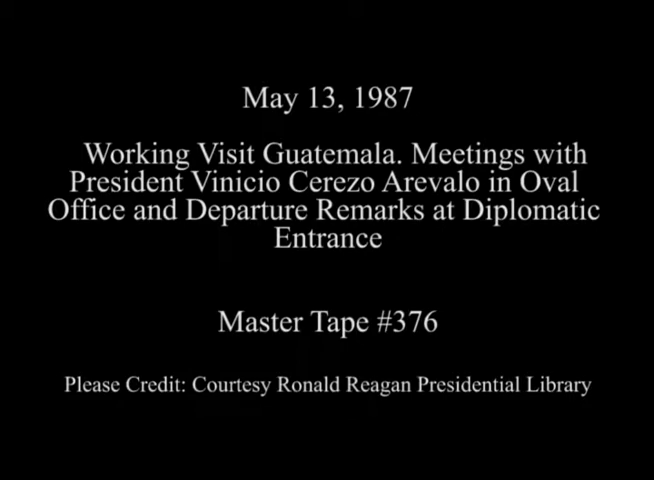 May 13, 1987
Working Visit Guatemala. Meetings with
President Vinicio Cerezo Arevalo in Oval
Office and Departure Remarks at Diplomatic
Entrance
Master Tape #376
Please Credit: Courtesy Ronald Reagan Presidential Library